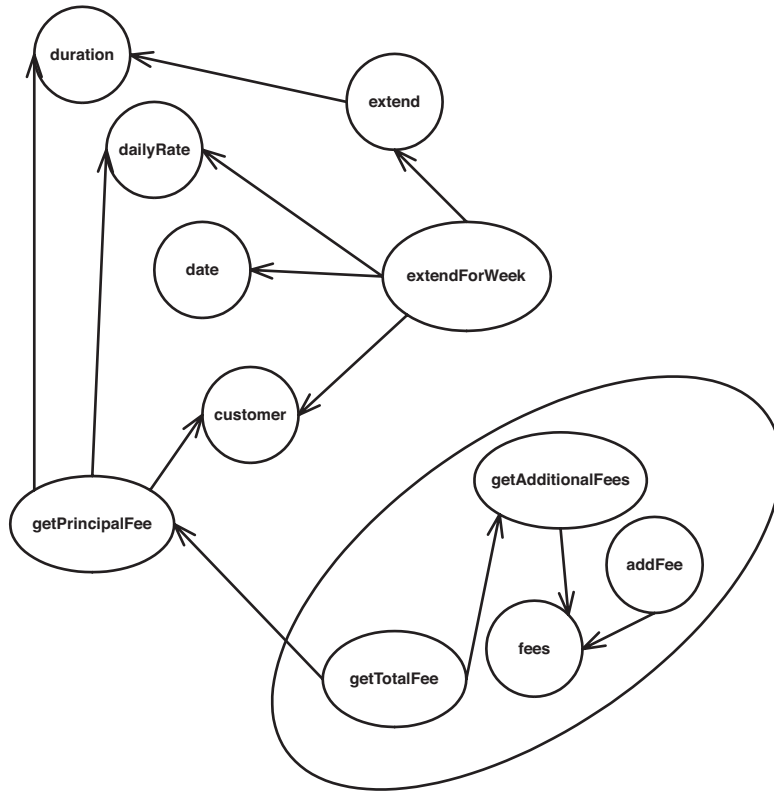 duration
extend
dailyRate
date
extendForWeek
customer
getAdditionalFees
getPrincipalFee
addFee
fees
getTotalFee